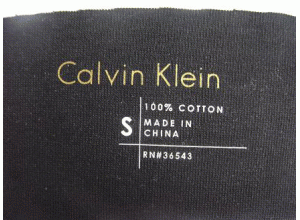 Calvin Klein
100% COTTON
S MADE IN
CHINA
RN#36543